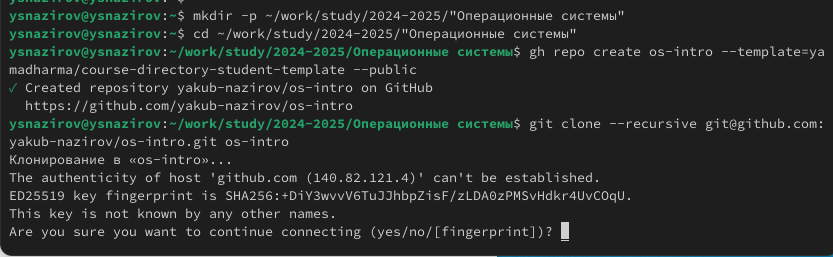 ysnazirov@ysnazirov:~$ mkdir -p ~/work/study/2024-2025/"Операционные системы"
ysnazirov@ysnazirov:~$ cd ~/work/study/2024-2025/"Операционные системы"
ysnazirov@ysnazirov:~/work/study/2024-2025/Операционные системы$ gh repo create os-intro --template=ya
madharma/course-directory-student-template --public
✓ Created repository yakub-nazirov/os-intro on GitHub
  https://github.com/yakub-nazirov/os-intro
ysnazirov@ysnazirov:~/work/study/2024-2025/Операционные системы$ git clone --recursive git@github.com:
yakub-nazirov/os-intro.git os-intro
Клонирование в «os-intro»...
The authenticity of host 'github.com (140.82.121.4)' can't be established.
ED25519 key fingerprint is SHA256:+DiY3wvvV6TuJJhbpZisF/zLDA0zPMSvHdkr4UvCOqU.
This key is not known by any other names.
Are you sure you want to continue connecting (yes/no/[fingerprint])?